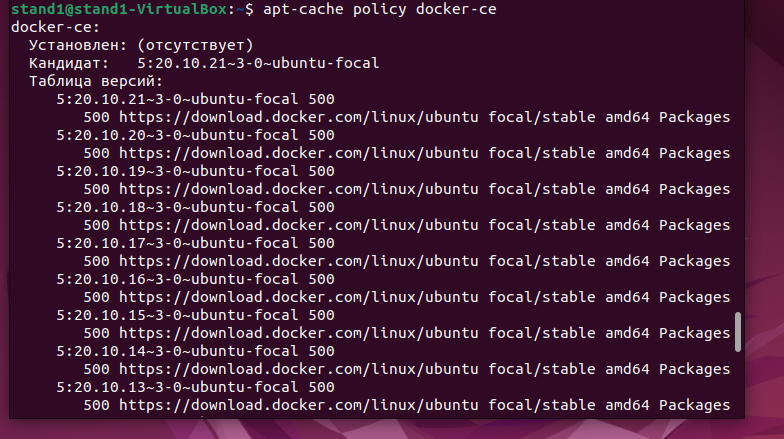 stand1@stand1-VirtualBox:~$ apt-cache policy docker-ce
docker-ce:
  Установлен: (отсутствует)
  Кандидат:   5:20.10.21~3-0~ubuntu-focal
  Таблица версий:
     5:20.10.21~3-0~ubuntu-focal 500
        500 https://download.docker.com/linux/ubuntu focal/stable amd64 Packages
     5:20.10.20~3-0~ubuntu-focal 500
        500 https://download.docker.com/linux/ubuntu focal/stable amd64 Packages
     5:20.10.19~3-0~ubuntu-focal 500
        500 https://download.docker.com/linux/ubuntu focal/stable amd64 Packages
     5:20.10.18~3-0~ubuntu-focal 500
        500 https://download.docker.com/linux/ubuntu focal/stable amd64 Packages
     5:20.10.17~3-0~ubuntu-focal 500
        500 https://download.docker.com/linux/ubuntu focal/stable amd64 Packages
     5:20.10.16~3-0~ubuntu-focal 500
        500 https://download.docker.com/linux/ubuntu focal/stable amd64 Packages
     5:20.10.15~3-0~ubuntu-focal 500
        500 https://download.docker.com/linux/ubuntu focal/stable amd64 Packages
     5:20.10.14~3-0~ubuntu-focal 500
        500 https://download.docker.com/linux/ubuntu focal/stable amd64 Packages
     5:20.10.13~3-0~ubuntu-focal 500
        500 https://download.docker.com/linux/ubuntu focal/stable amd64 Packages